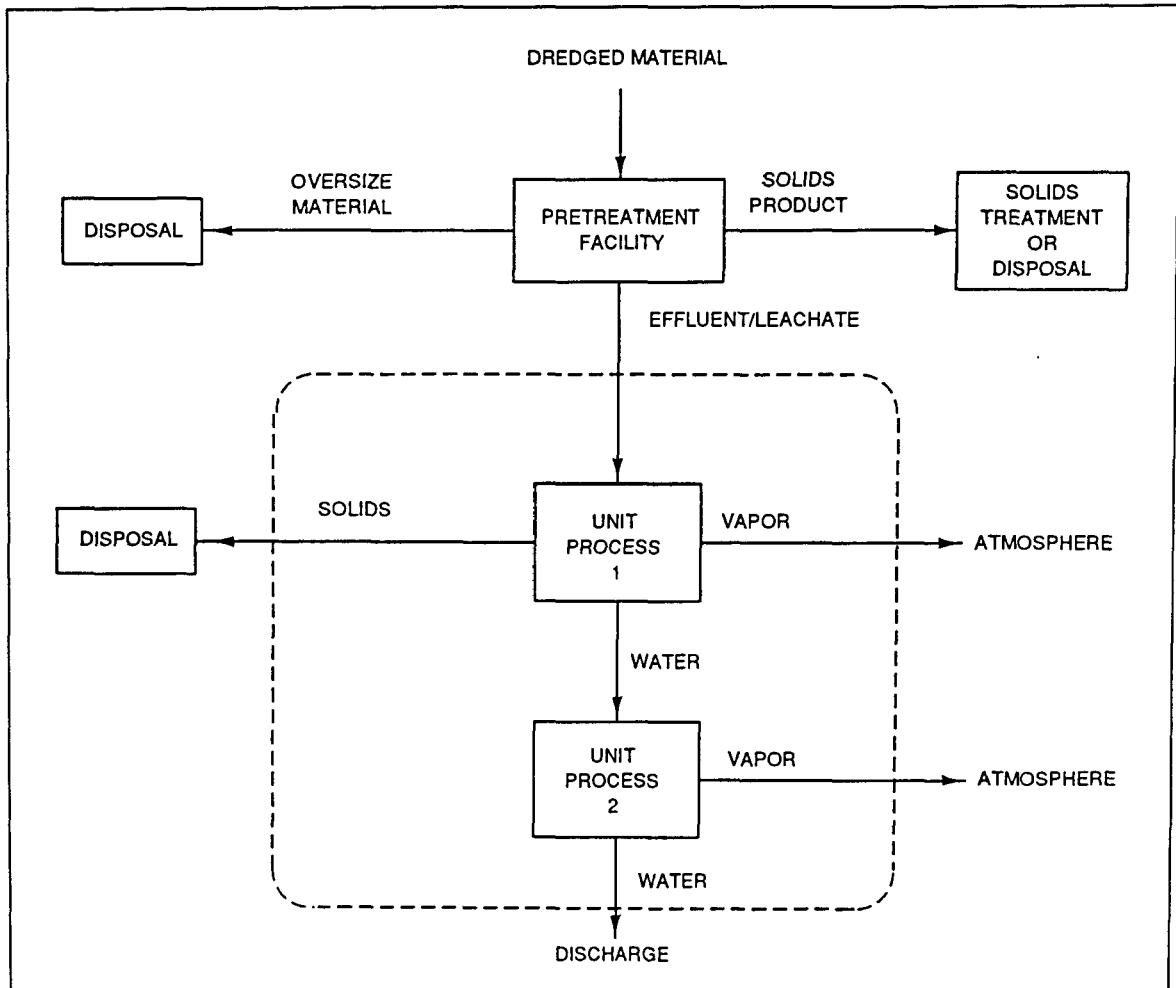 DREDGED MATERIAL
OVERSIZE
MATERIAL
SOLIDS
PRODUCT
DISPOSAL
PRETREATMENT
FACILITY
SOLIDS
TREATMENT
OR
DISPOSAL
EFFLUENT/LEACHATE
SOLIDS
DISPOSAL
UNIT
PROCESS
1
VAPOR
ATMOSPHERE
WATER
UNIT
PROCESS
2
VAPOR
ATMOSPHERE
WATER
DISCHARGE